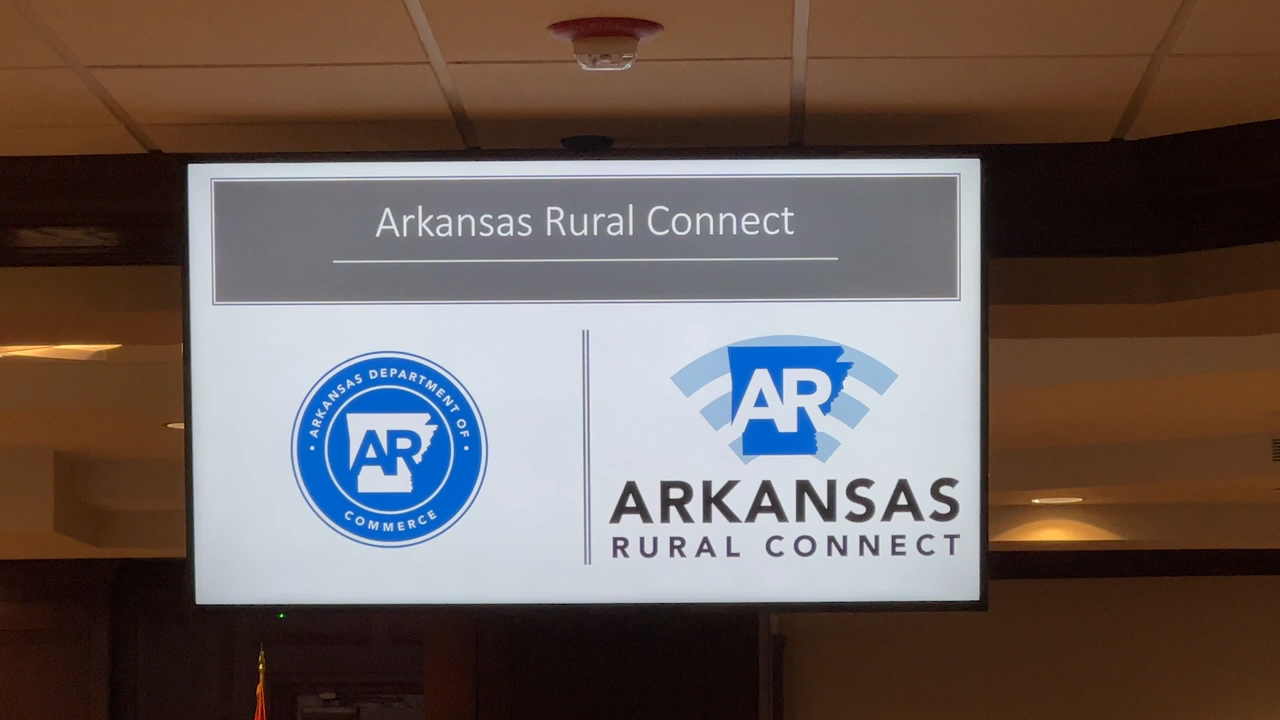 Arkansas Rural Connect
• ARKANSAS DEPARTMENT OF •
AR
COMMERCE
AR
ARKANSAS
RURAL CONNECT